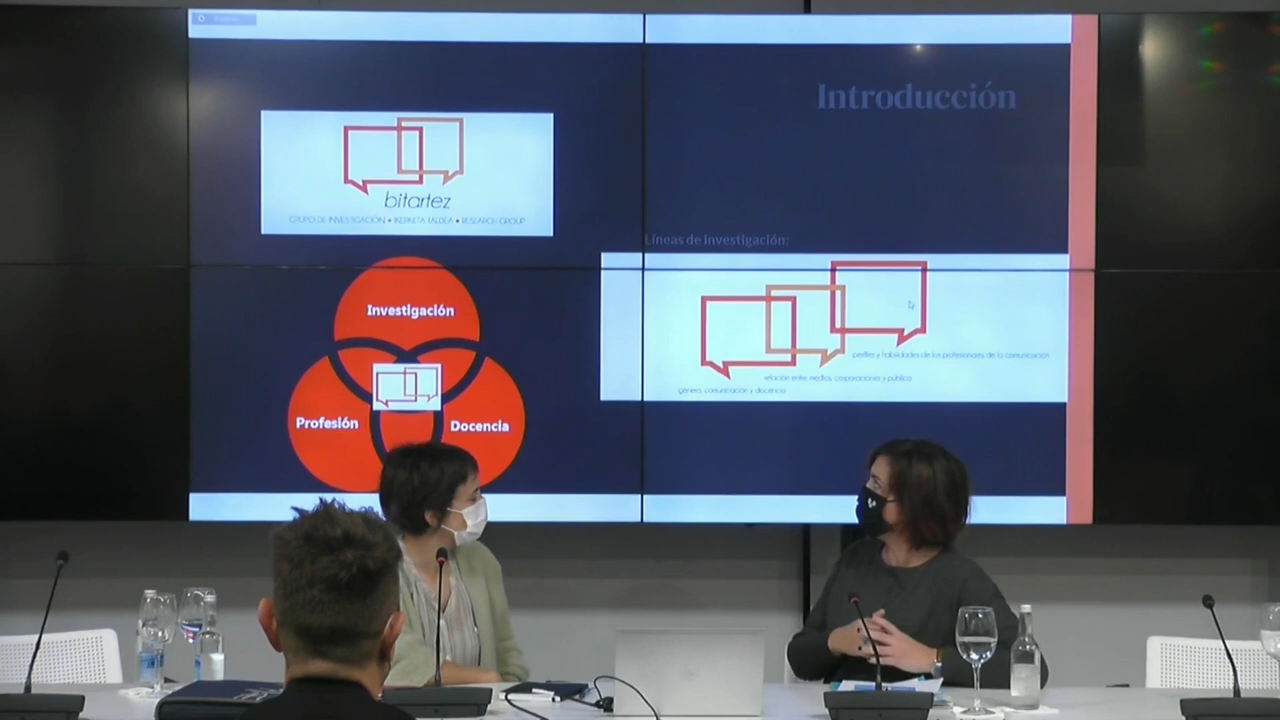 Introducción
bitartez
GRUPO DE INVESTIGACIÓN • IKERKETA TALDEA • RESEARCH GROUP
Líneas de investigación:
Investigación
Profesión
Docencia
perfiles y habilidades de los profesionales de la comunicación
relación entre medios, corporaciones y público
género, comunicación y docencia